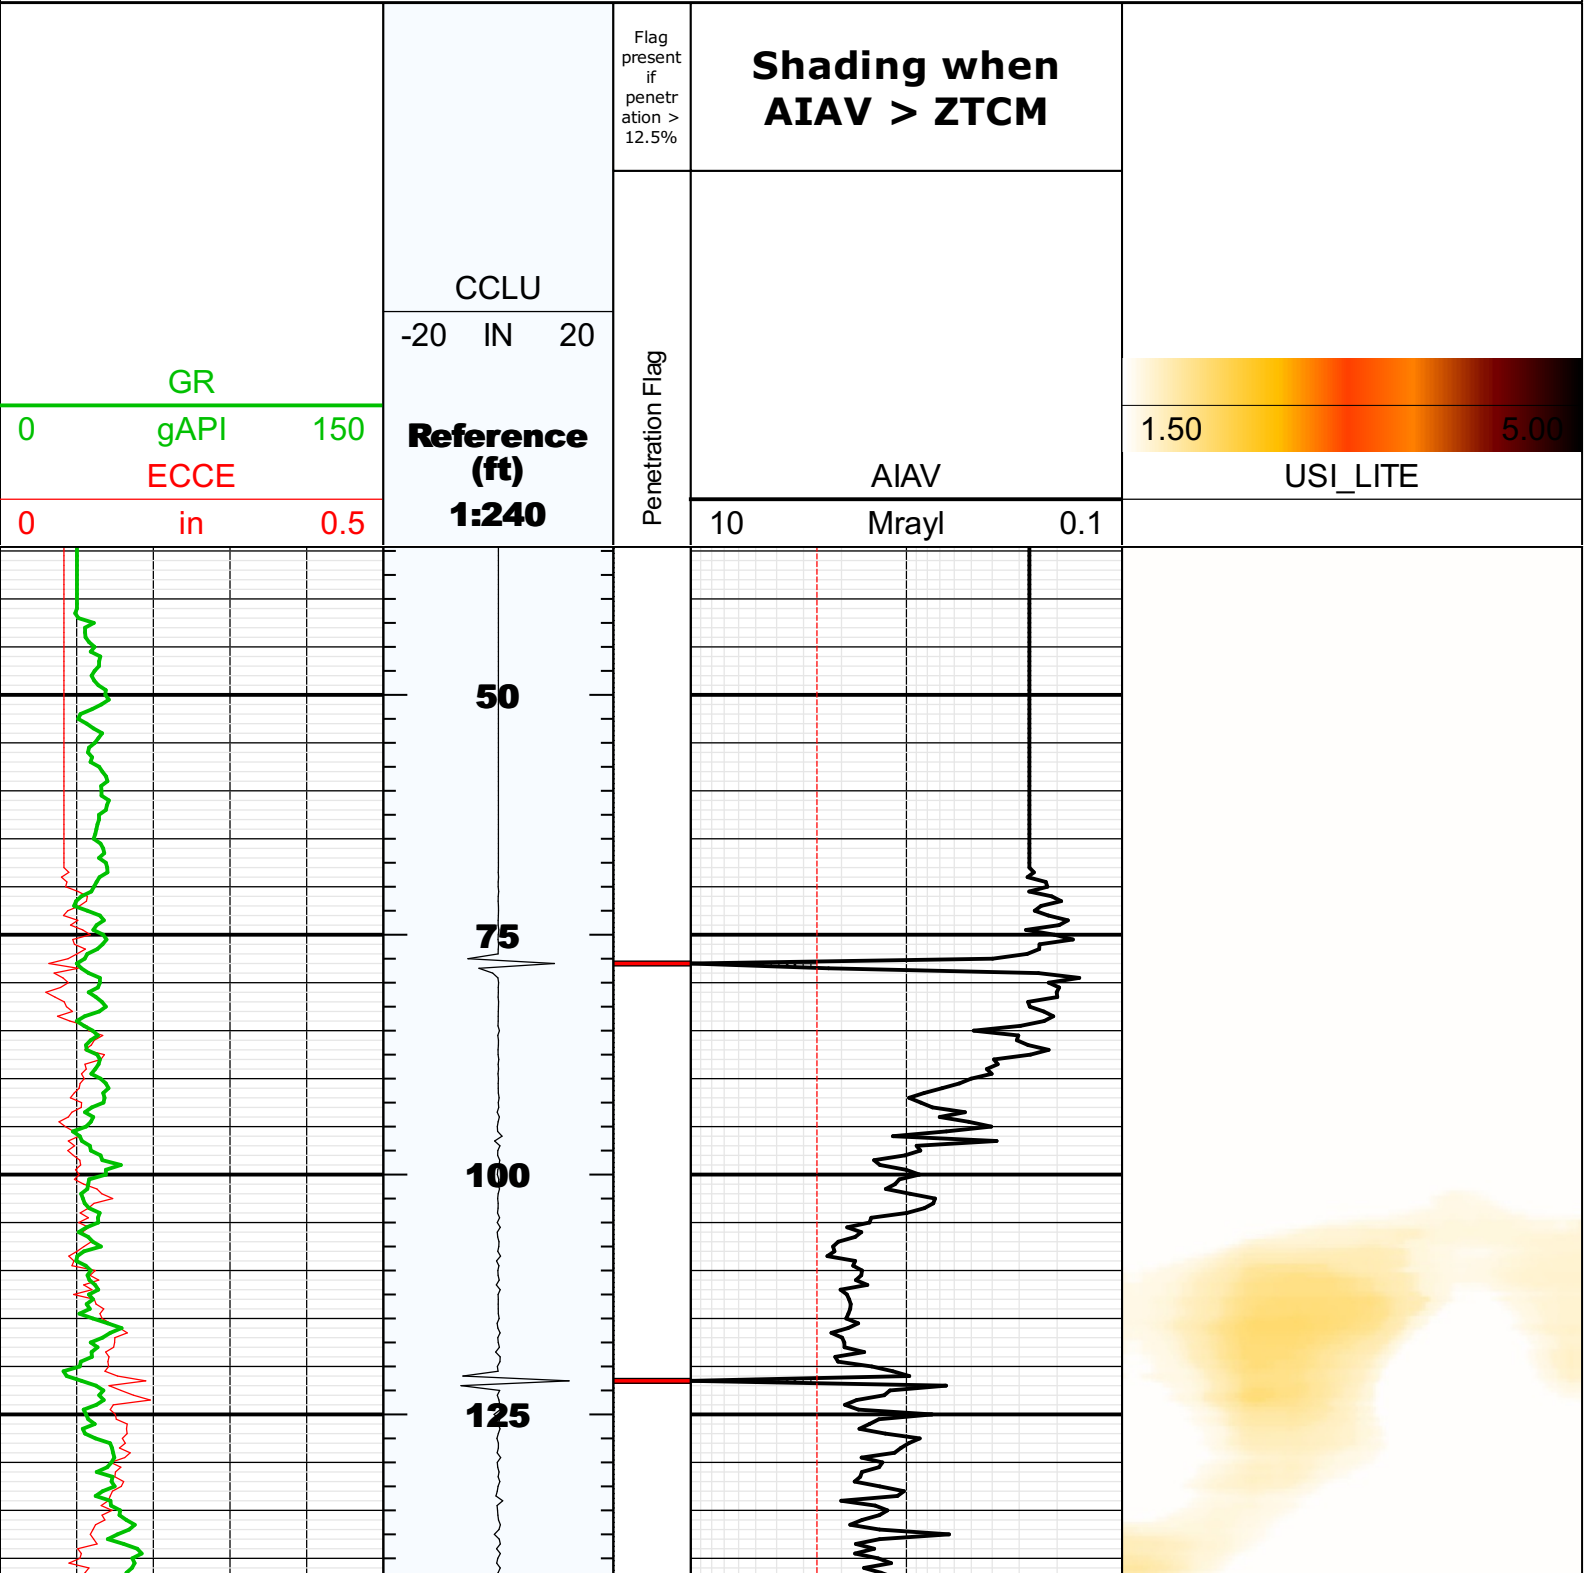 Flag
present
if
penetr
ation >
12.5%
Shading when
AIAV > ZTCM
CCLU
-20 IN 20
GR
0 gAPI 150
ECCE
0 in 0.5
Reference
(ft)
1:240
Penetration Flag
AIAV
10 Mrayl 0.1
1.50 5.00
USI_LITE
50
75
100
125